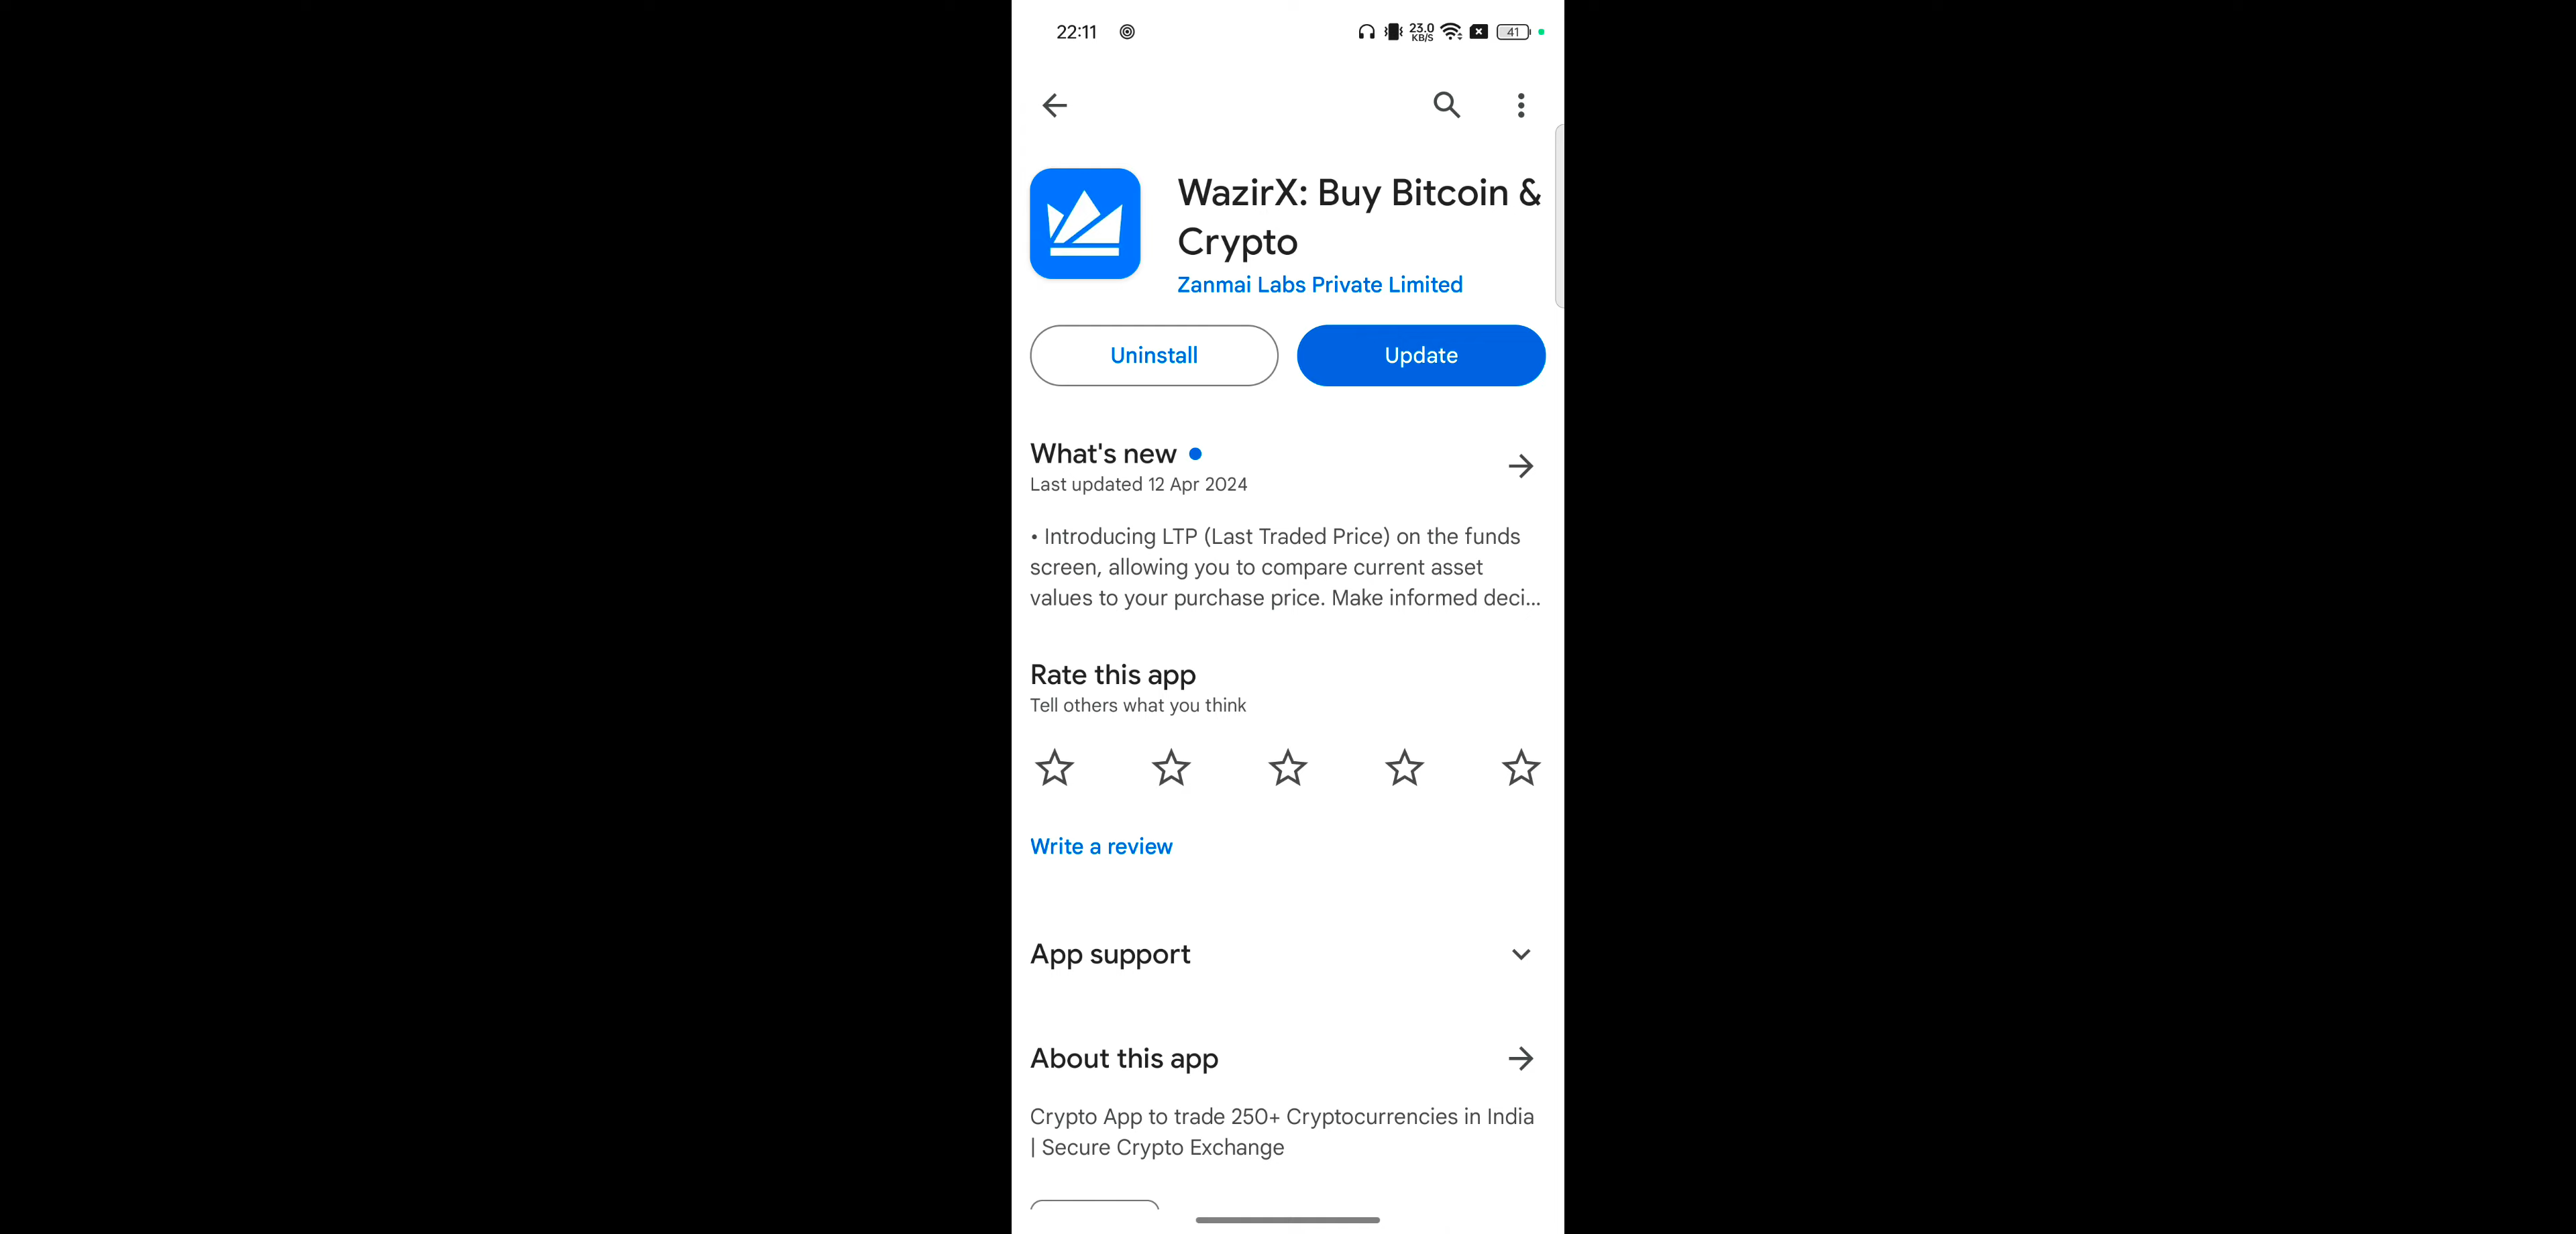 22:11
23.0
KB/S
41
WazirX: Buy Bitcoin &
Crypto
Zanmai Labs Private Limited
Uninstall
Update
What's new
Last updated 12 Apr 2024
• Introducing LTP (Last Traded Price) on the funds
screen, allowing you to compare current asset
values to your purchase price. Make informed deci...
Rate this app
Tell others what you think
Write a review
App support
About this app
Crypto App to trade 250+ Cryptocurrencies in India
| Secure Crypto Exchange